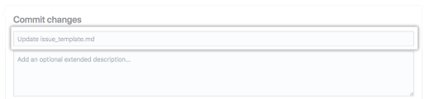 Commit changes
Update issue_template.md
Add an optional extended description...